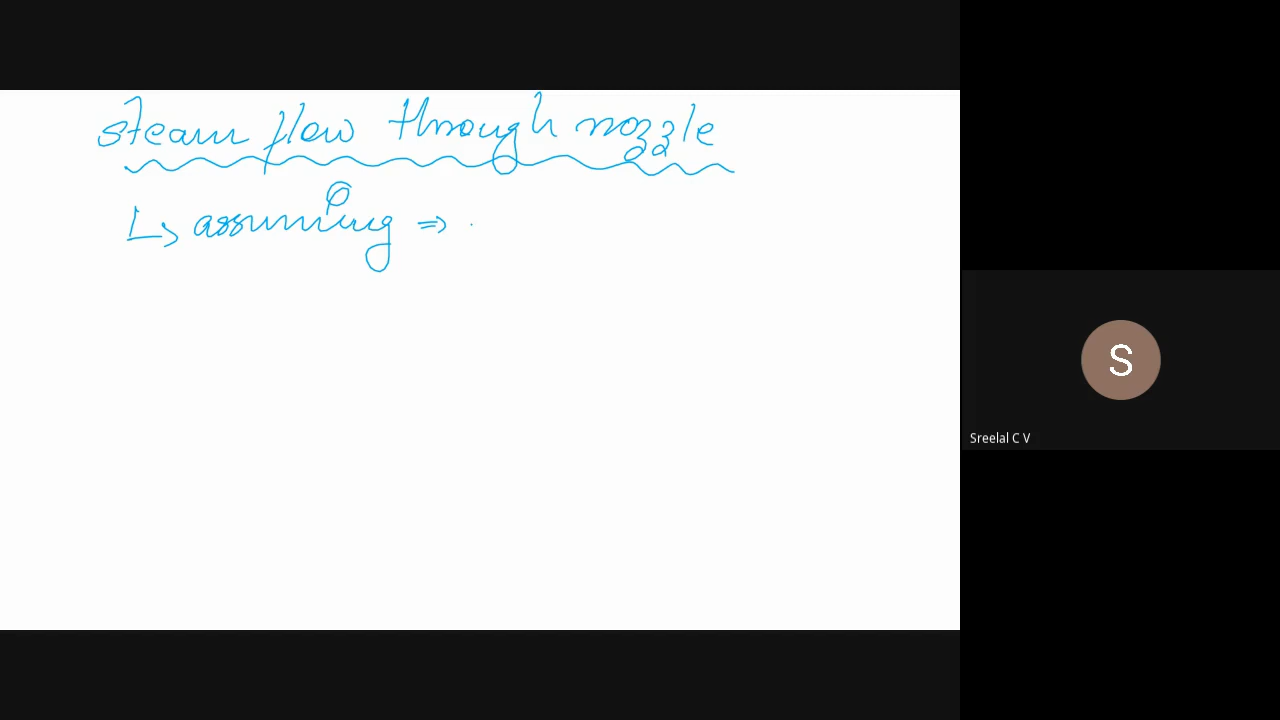 steam flow through nozzle
↳ assuming ⇒
S
Sreelal C V